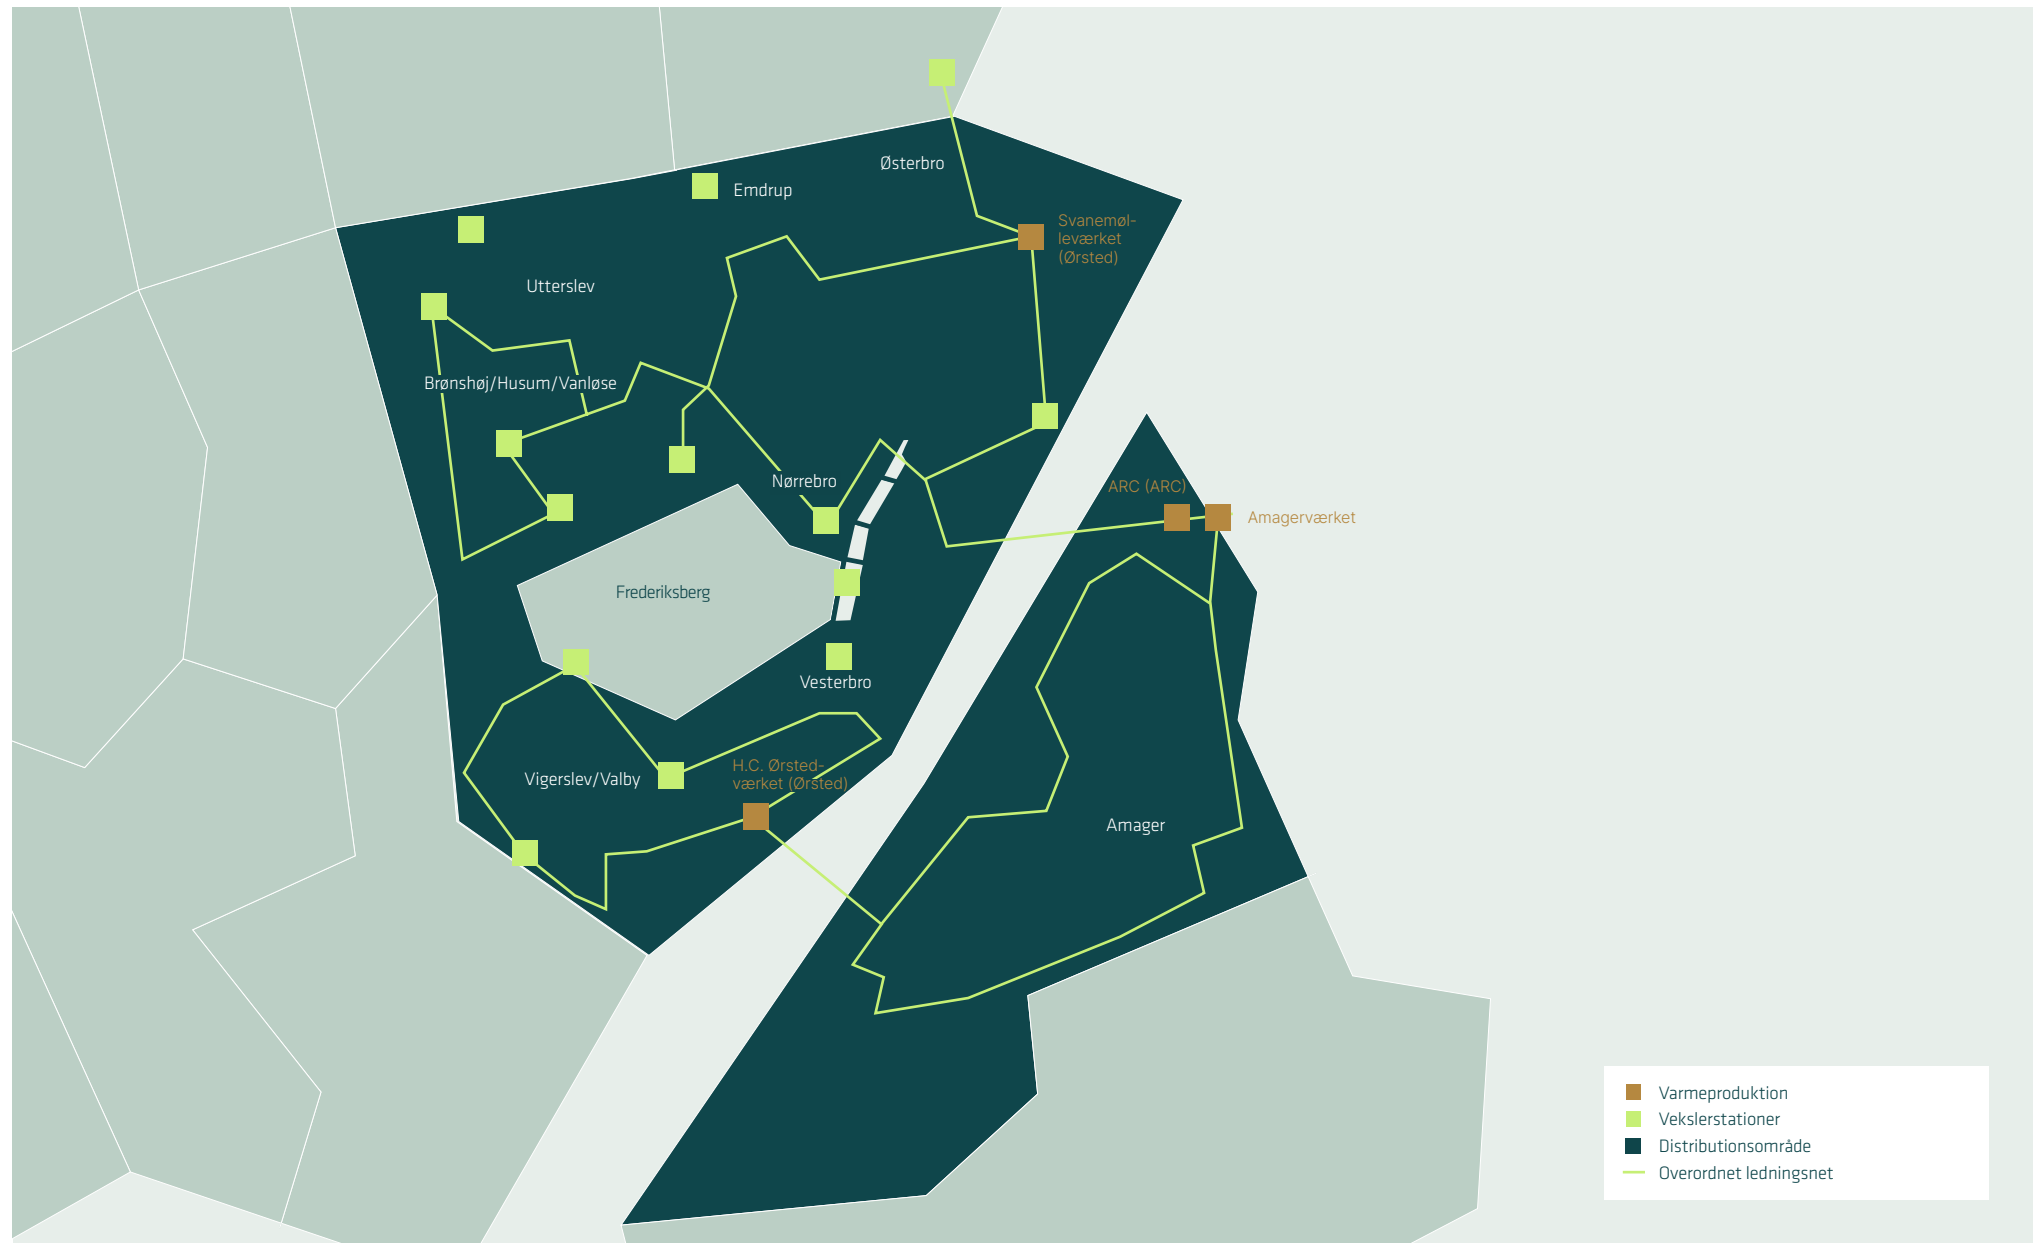 Østerbro
Emdrup
Svanemøl-
leværket
(Ørsted)
Utterslev
Brønshøj/Husum/Vanløse
Nørrebro
ARC (ARC)
Amagerværket
Frederiksberg
Vesterbro
H.C. Ørsted-
værket (Ørsted)
Vigerslev/Valby
Amager
Varmeproduktion
Vekslerstationer
Distributionsområde
Overordnet ledningsnet